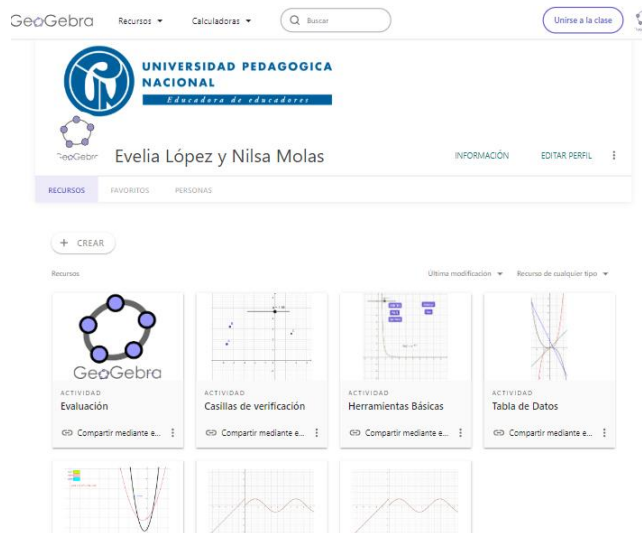 GeoGebra Recursos Calculadoras Buscar Unirse a la clase
UNIVERSIDAD PEDAGOGICA
NACIONAL
Educadora de educadores
GeoGebra
Evelia López y Nilsa Molas INFORMACIÓN EDITAR PERFIL
RECURSOS FAVORITOS PERSONAS
+ CREAR
Recursos Última modificación Recurso de cualquier tipo
GeoGebra
ACTIVIDAD ACTIVIDAD ACTIVIDAD ACTIVIDAD
Evaluación Casillas de verificación Herramientas Básicas Tabla de Datos
Compartir mediante e... Compartir mediante e... Compartir mediante e... Compartir mediante e...